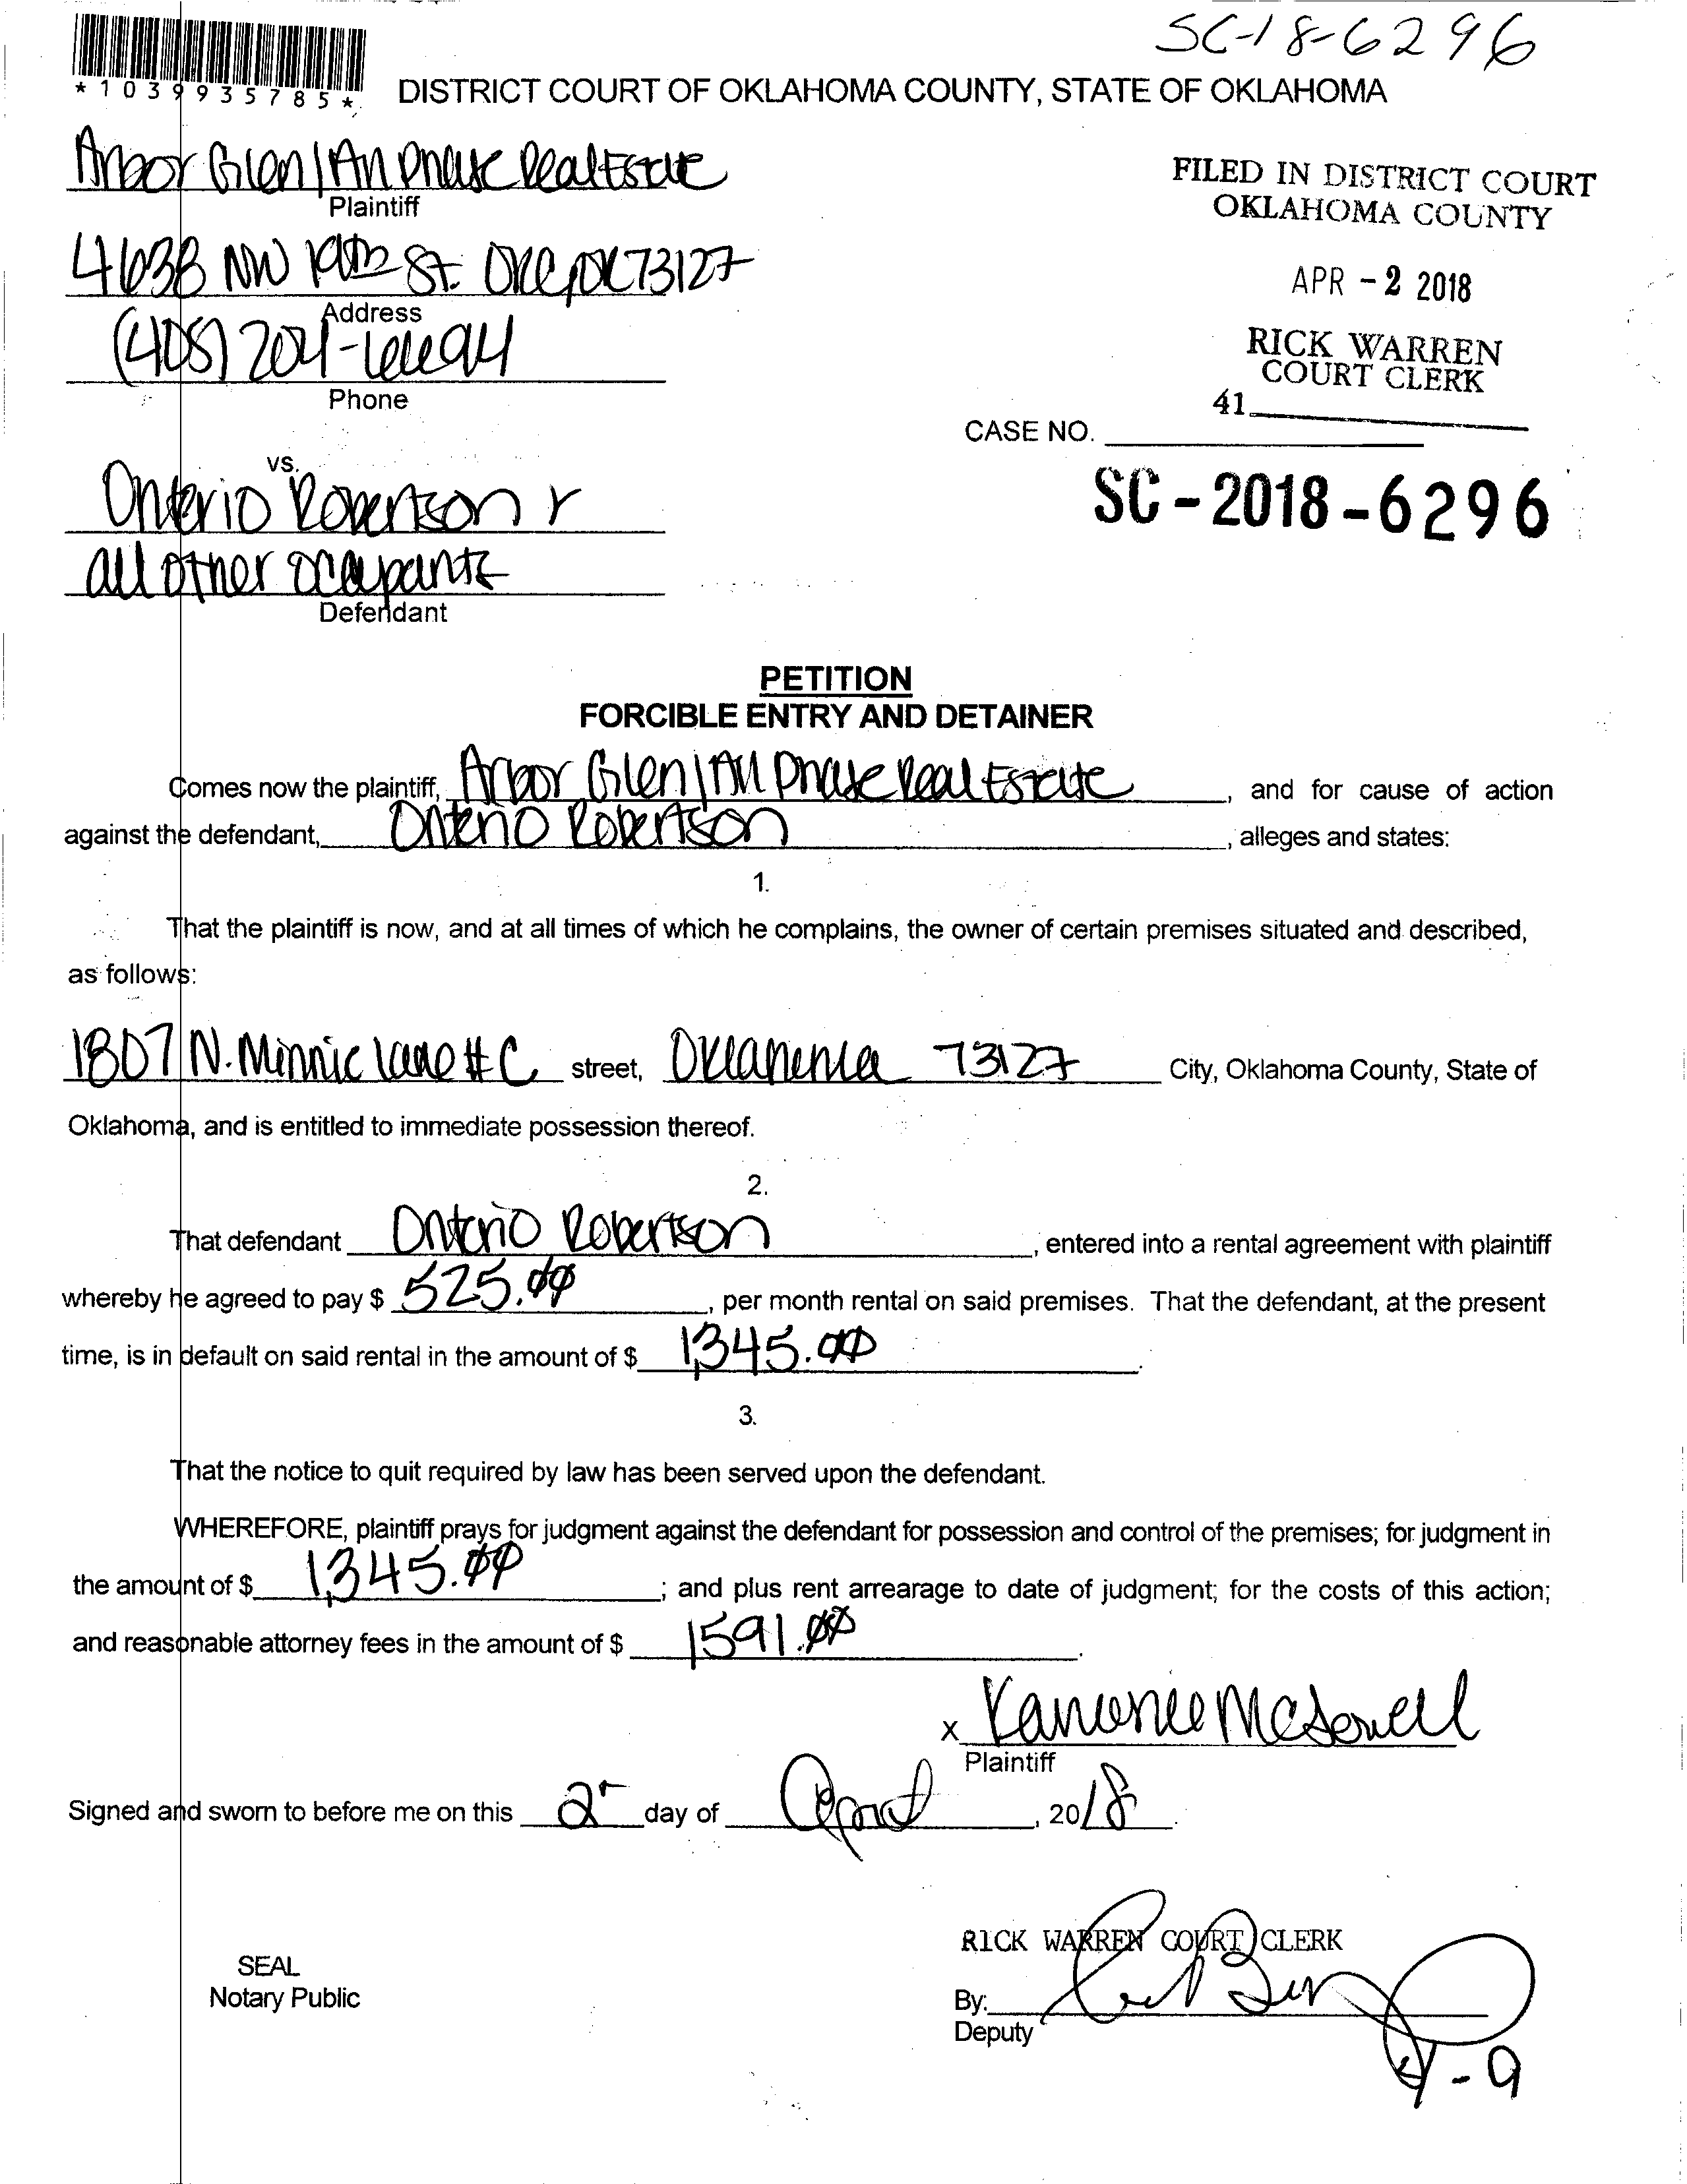 SC-18-6296
*1039935785*
DISTRICT COURT OF OKLAHOMA COUNTY, STATE OF OKLAHOMA
Arbor Glen | All Phase Real Estate
Plaintiff
FILED IN DISTRICT COURT
OKLAHOMA COUNTY
4638 NW 19th St. OKC, OK 73127
Address
APR - 2 2018
(405) 204-6694
Phone
RICK WARREN
COURT CLERK
41
CASE NO.
vs.
SC-2018-6296
Onterio Robertson
all other occupants
Defendant
PETITION
FORCIBLE ENTRY AND DETAINER
Comes now the plaintiff, Arbor Glen | All Phase Real Estate, and for cause of action
against the defendant, Onterio Robertson, alleges and states:
1.
That the plaintiff is now, and at all times of which he complains, the owner of certain premises situated and described,
as follows:
1807 N. Minnie Lane #C street, Oklahoma 73127 City, Oklahoma County, State of
Oklahoma, and is entitled to immediate possession thereof.
2.
That defendant Onterio Robertson, entered into a rental agreement with plaintiff
whereby he agreed to pay $ 525.00, per month rental on said premises. That the defendant, at the present
time, is in default on said rental in the amount of $ 1,345.00.
3.
That the notice to quit required by law has been served upon the defendant.
WHEREFORE, plaintiff prays for judgment against the defendant for possession and control of the premises; for judgment in
the amount of $ 1,345.00; and plus rent arrearage to date of judgment; for the costs of this action;
and reasonable attorney fees in the amount of $ 1591.00.
x McDowell
Plaintiff
Signed and sworn to before me on this 2 day of April, 2018.
RICK WARREN COURT CLERK
SEAL
Notary Public
By:
Deputy
4-9